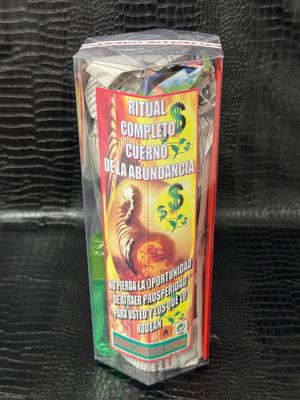 RITUAL
COMPLETO
CUERNO
DE LA ABUNDANCIA
NO PIERDA LA OPORTUNIDAD
DE ATRAER PROSPERIDAD
PARA USTED Y LOS QUE LO
RODEAN